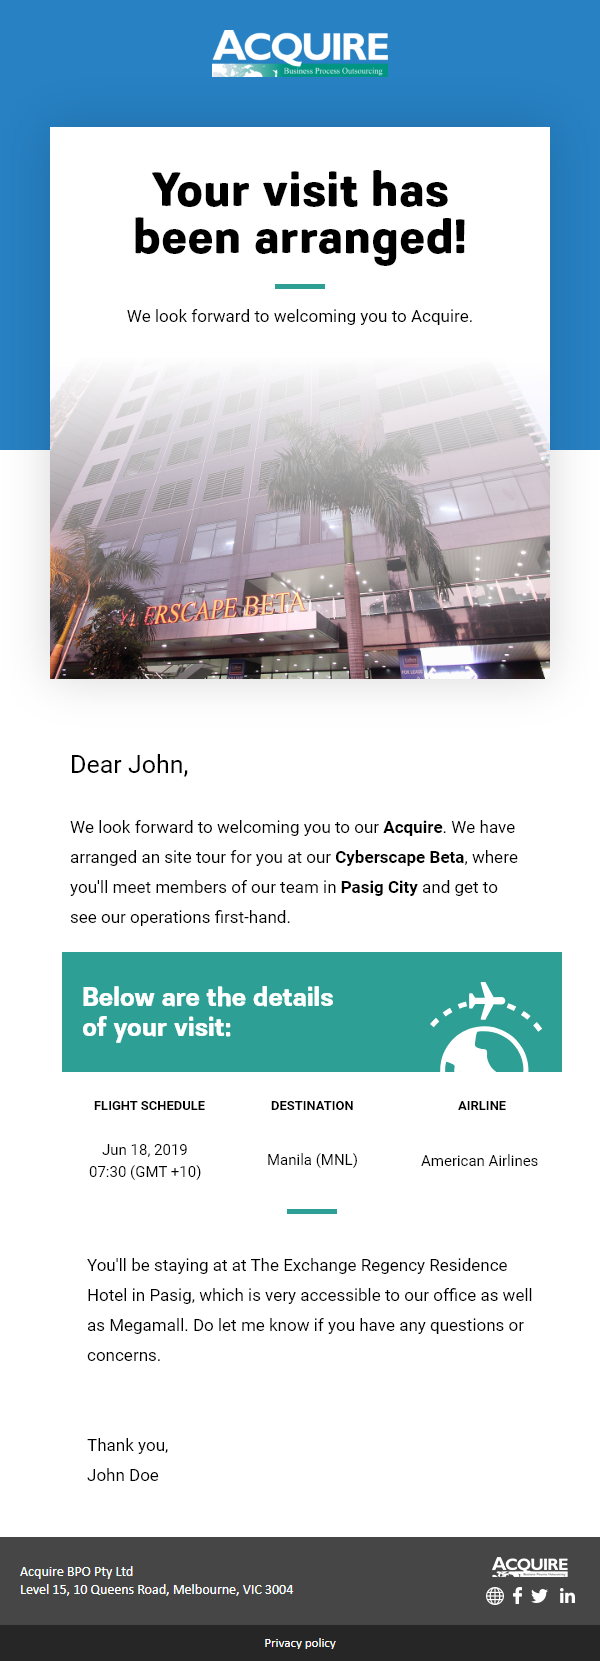 ACQUIRE
Business Process Outsourcing
Your visit has
been arranged!
We look forward to welcoming you to Acquire.
ERSCAPE BETA
FOR LEASE
Dear John,
We look forward to welcoming you to our Acquire. We have
arranged an site tour for you at our Cyberscape Beta, where
you'll meet members of our team in Pasig City and get to
see our operations first-hand.
Below are the details
of your visit:
FLIGHT SCHEDULE DESTINATION AIRLINE
Jun 18, 2019
07:30 (GMT +10) Manila (MNL) American Airlines
You'll be staying at at The Exchange Regency Residence
Hotel in Pasig, which is very accessible to our office as well
as Megamall. Do let me know if you have any questions or
concerns.
Thank you,
John Doe
Acquire BPO Pty Ltd
Level 15, 10 Queens Road, Melbourne, VIC 3004
ACQUIRE
Business Process Outsourcing
Privacy policy